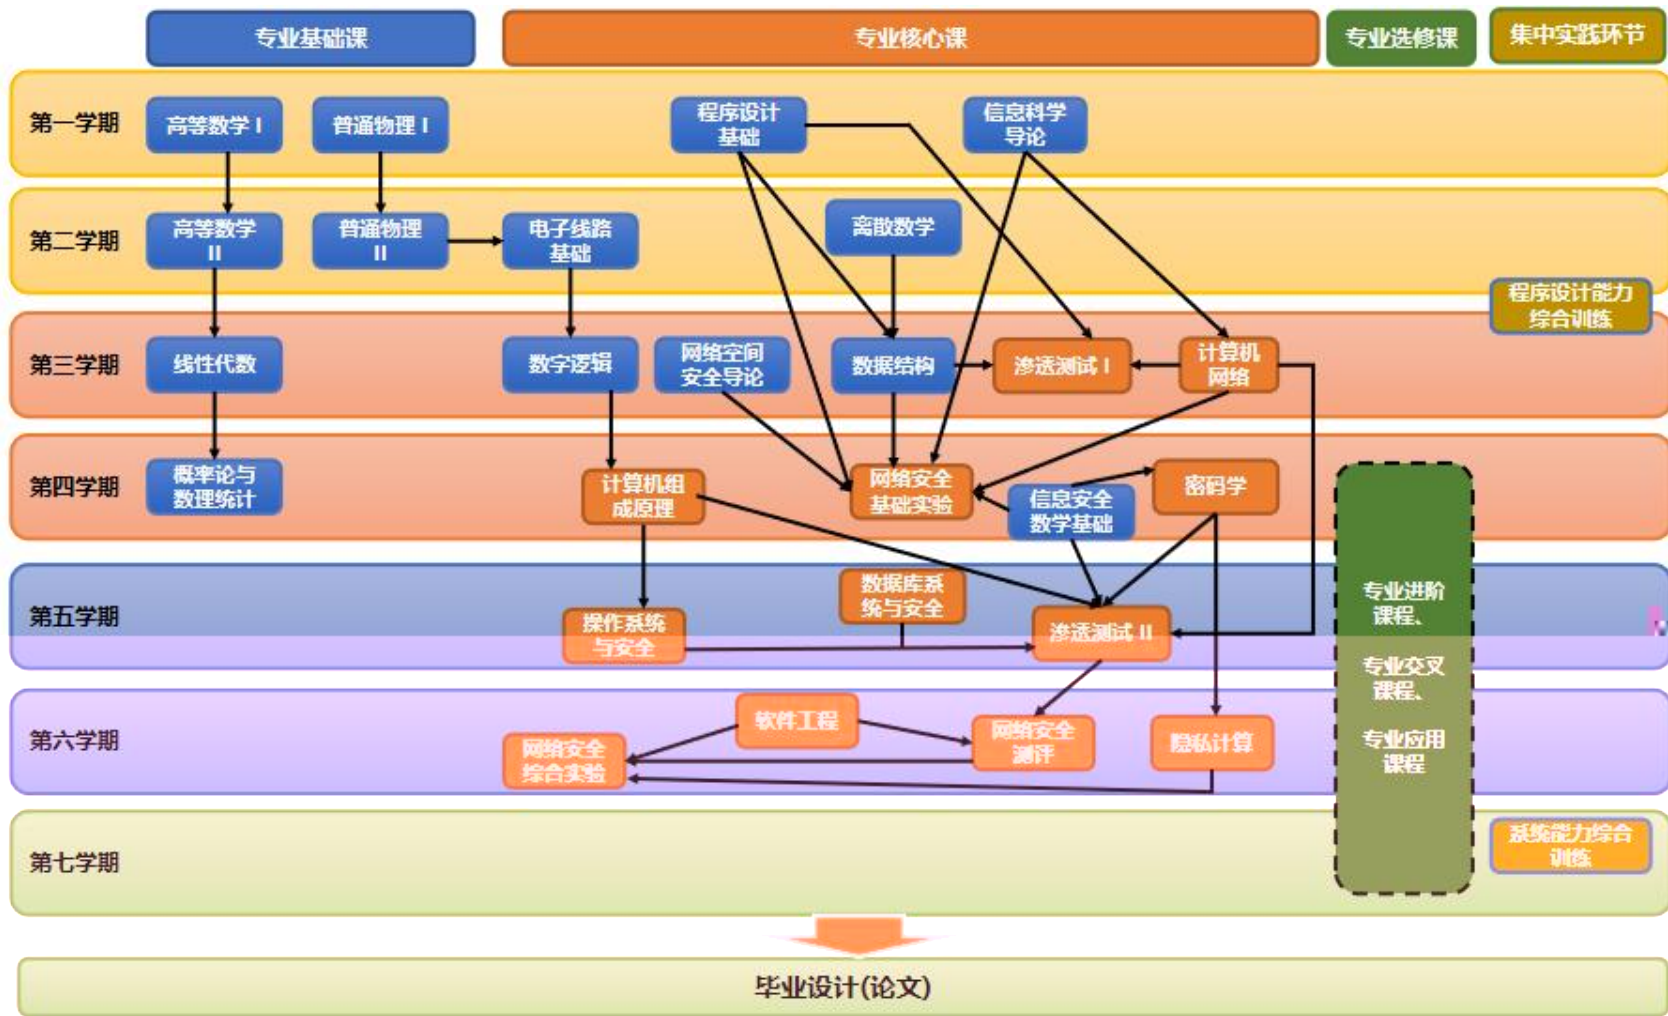 专业基础课
专业核心课
专业选修课
集中实践环节
第一学期
高等数学 I
普通物理 I
程序设计
基础
信息科学
导论
第二学期
高等数学
II
普通物理
II
电子线路
基础
离散数学
程序设计能力
综合训练
第三学期
线性代数
数字逻辑
网络空间
安全导论
数据结构
渗透测试 I
计算机
网络
第四学期
概率论与
数理统计
计算机组
成原理
网络安全
基础实验
信息安全
数学基础
密码学
第五学期
操作系统
与安全
数据库系
统与安全
渗透测试 II
专业进阶
课程、
专业交叉
课程、
专业应用
课程
第六学期
网络安全
综合实验
软件工程
网络安全
测评
隐私计算
第七学期
系统能力综合
训练
毕业设计(论文)